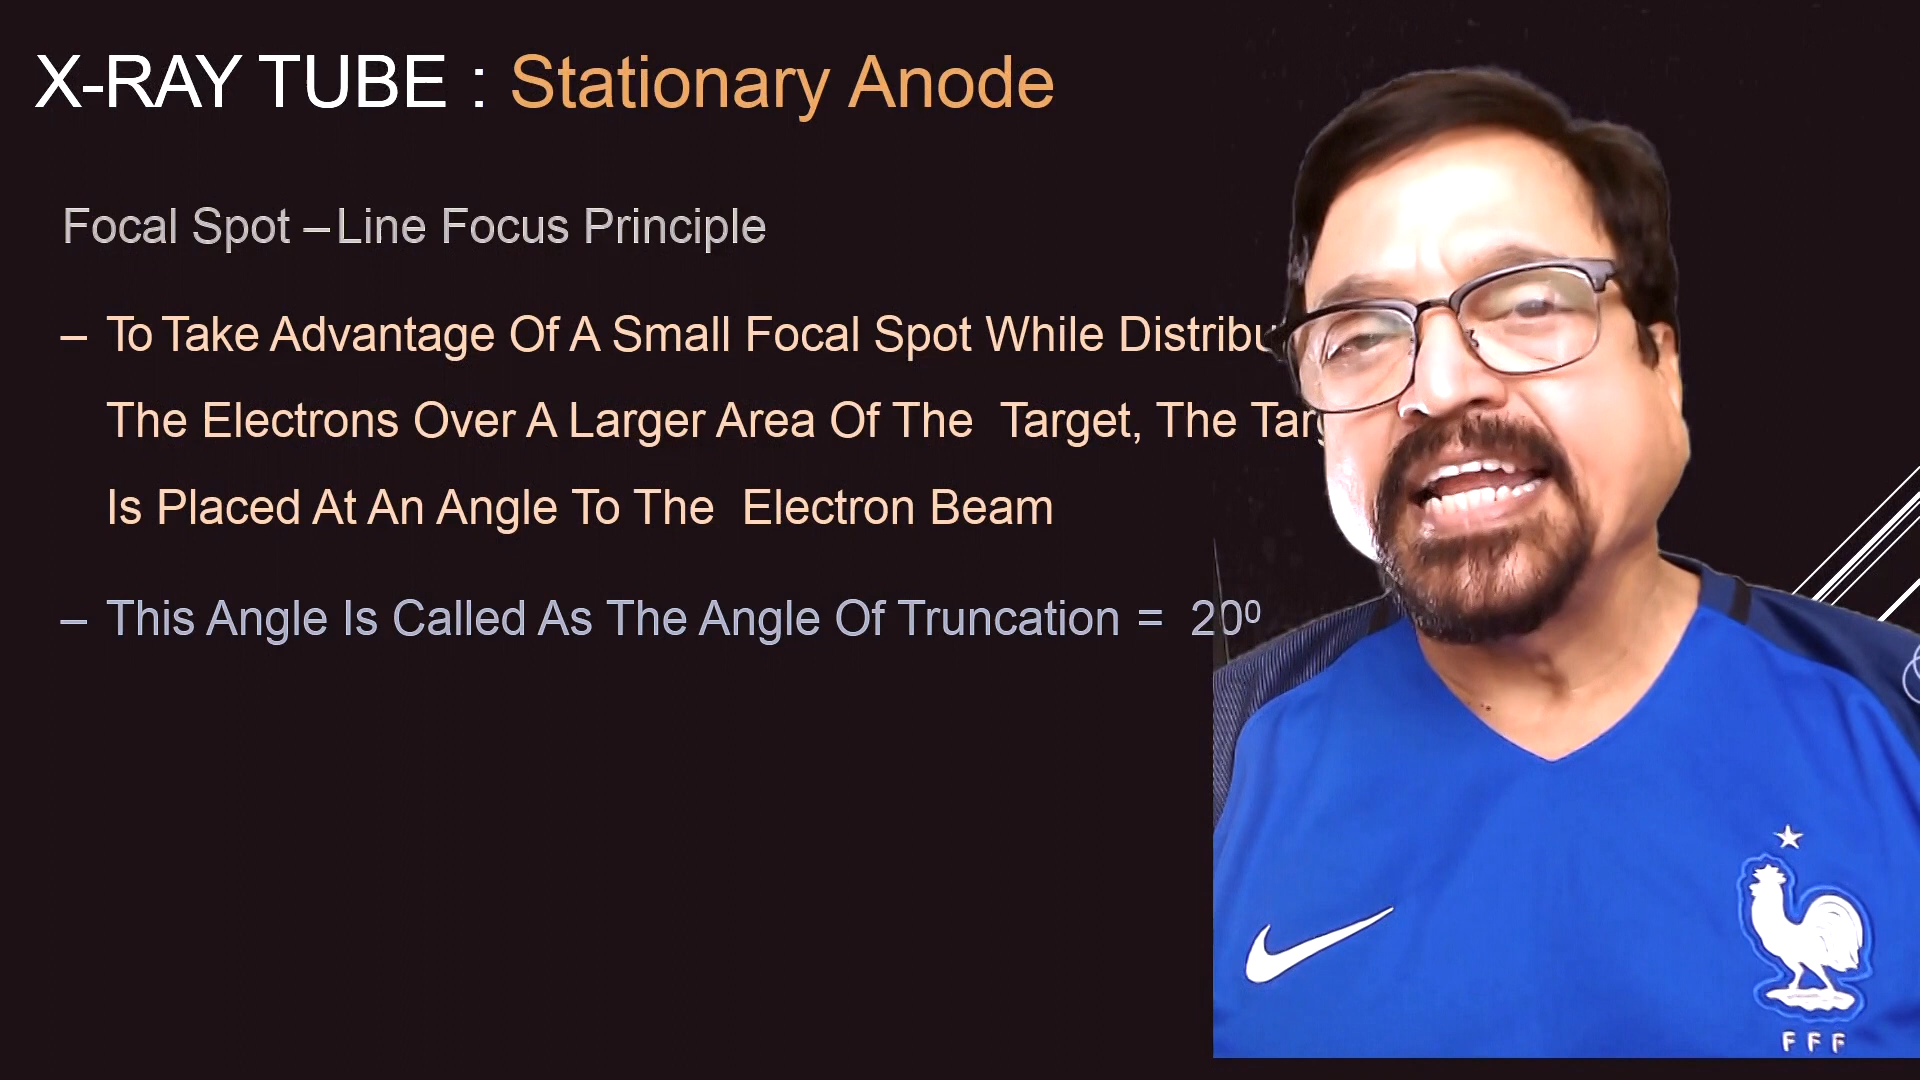 X-RAY TUBE : Stationary Anode
Focal Spot – Line Focus Principle
– To Take Advantage Of A Small Focal Spot While
The Electrons Over A Larger Area Of The Target, The
Is Placed At An Angle To The Electron Beam
– This Angle Is Called As The Angle Of Truncation = 20⁰
FFF